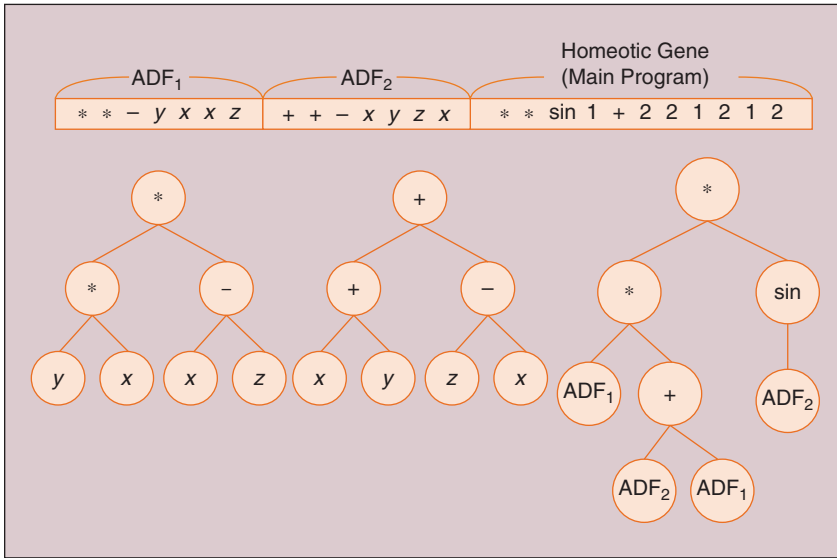 Homeotic Gene
(Main Program)
ADF1 ADF2
* * − y x x z + + − x y z x * * sin 1 + 2 2 1 2 1 2
* + *
* − + − * sin
y x x z x y z x ADF1 + ADF2
ADF2 ADF1